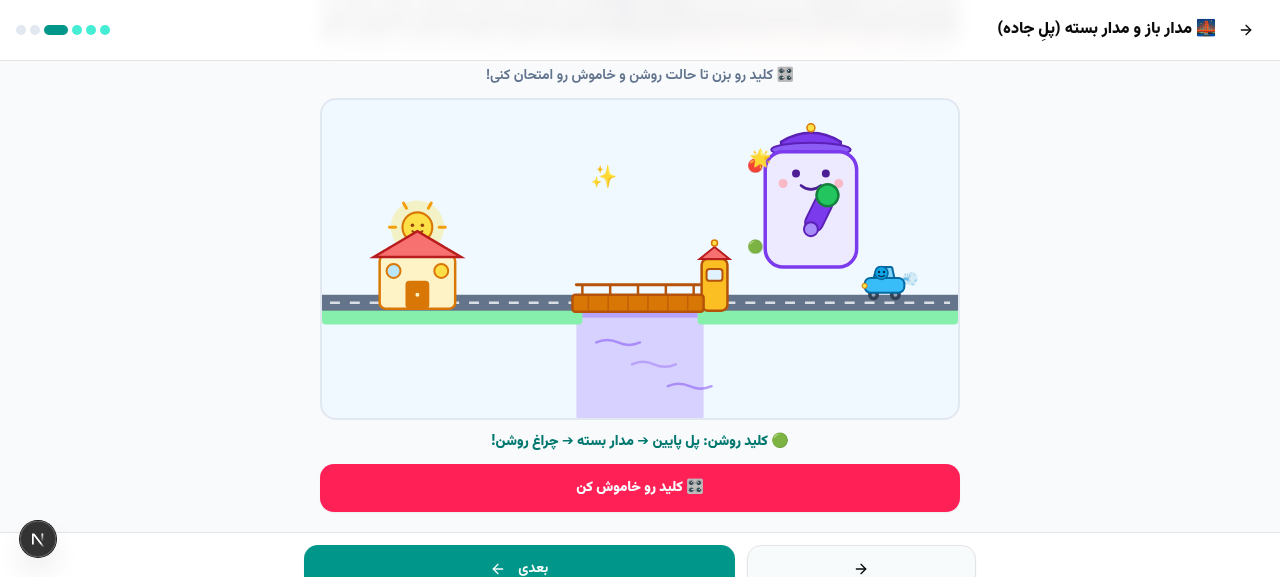 مدار باز و مدار بسته (پلِ جاده)
کلید رو بزن تا حالت روشن و خاموش رو امتحان کنی!
کلید روشن: پل پایین → مدار بسته → چراغ روشن!
کلید رو خاموش کن
بعدی
N